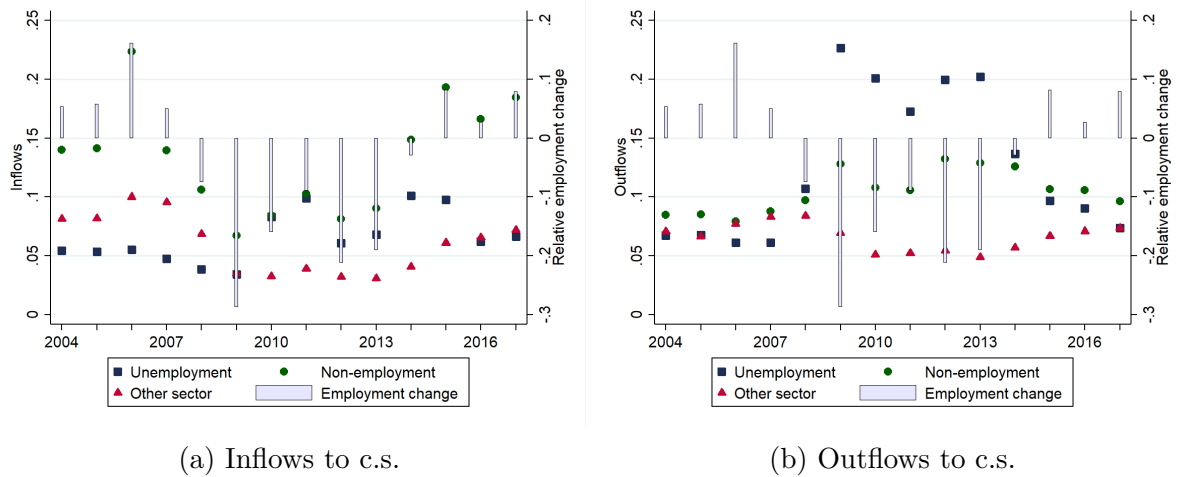 .25
.2
.15
.1
.05
0
Inflows
.2
.1
0
-.1
-.2
-.3
Relative employment change
2004 2007 2010 2013 2016
Unemployment Non-employment
Other sector Employment change
(a) Inflows to c.s.
.25
.2
.15
.1
.05
0
Outflows
.2
.1
0
-.1
-.2
-.3
Relative employment change
2004 2007 2010 2013 2016
Unemployment Non-employment
Other sector Employment change
(b) Outflows to c.s.